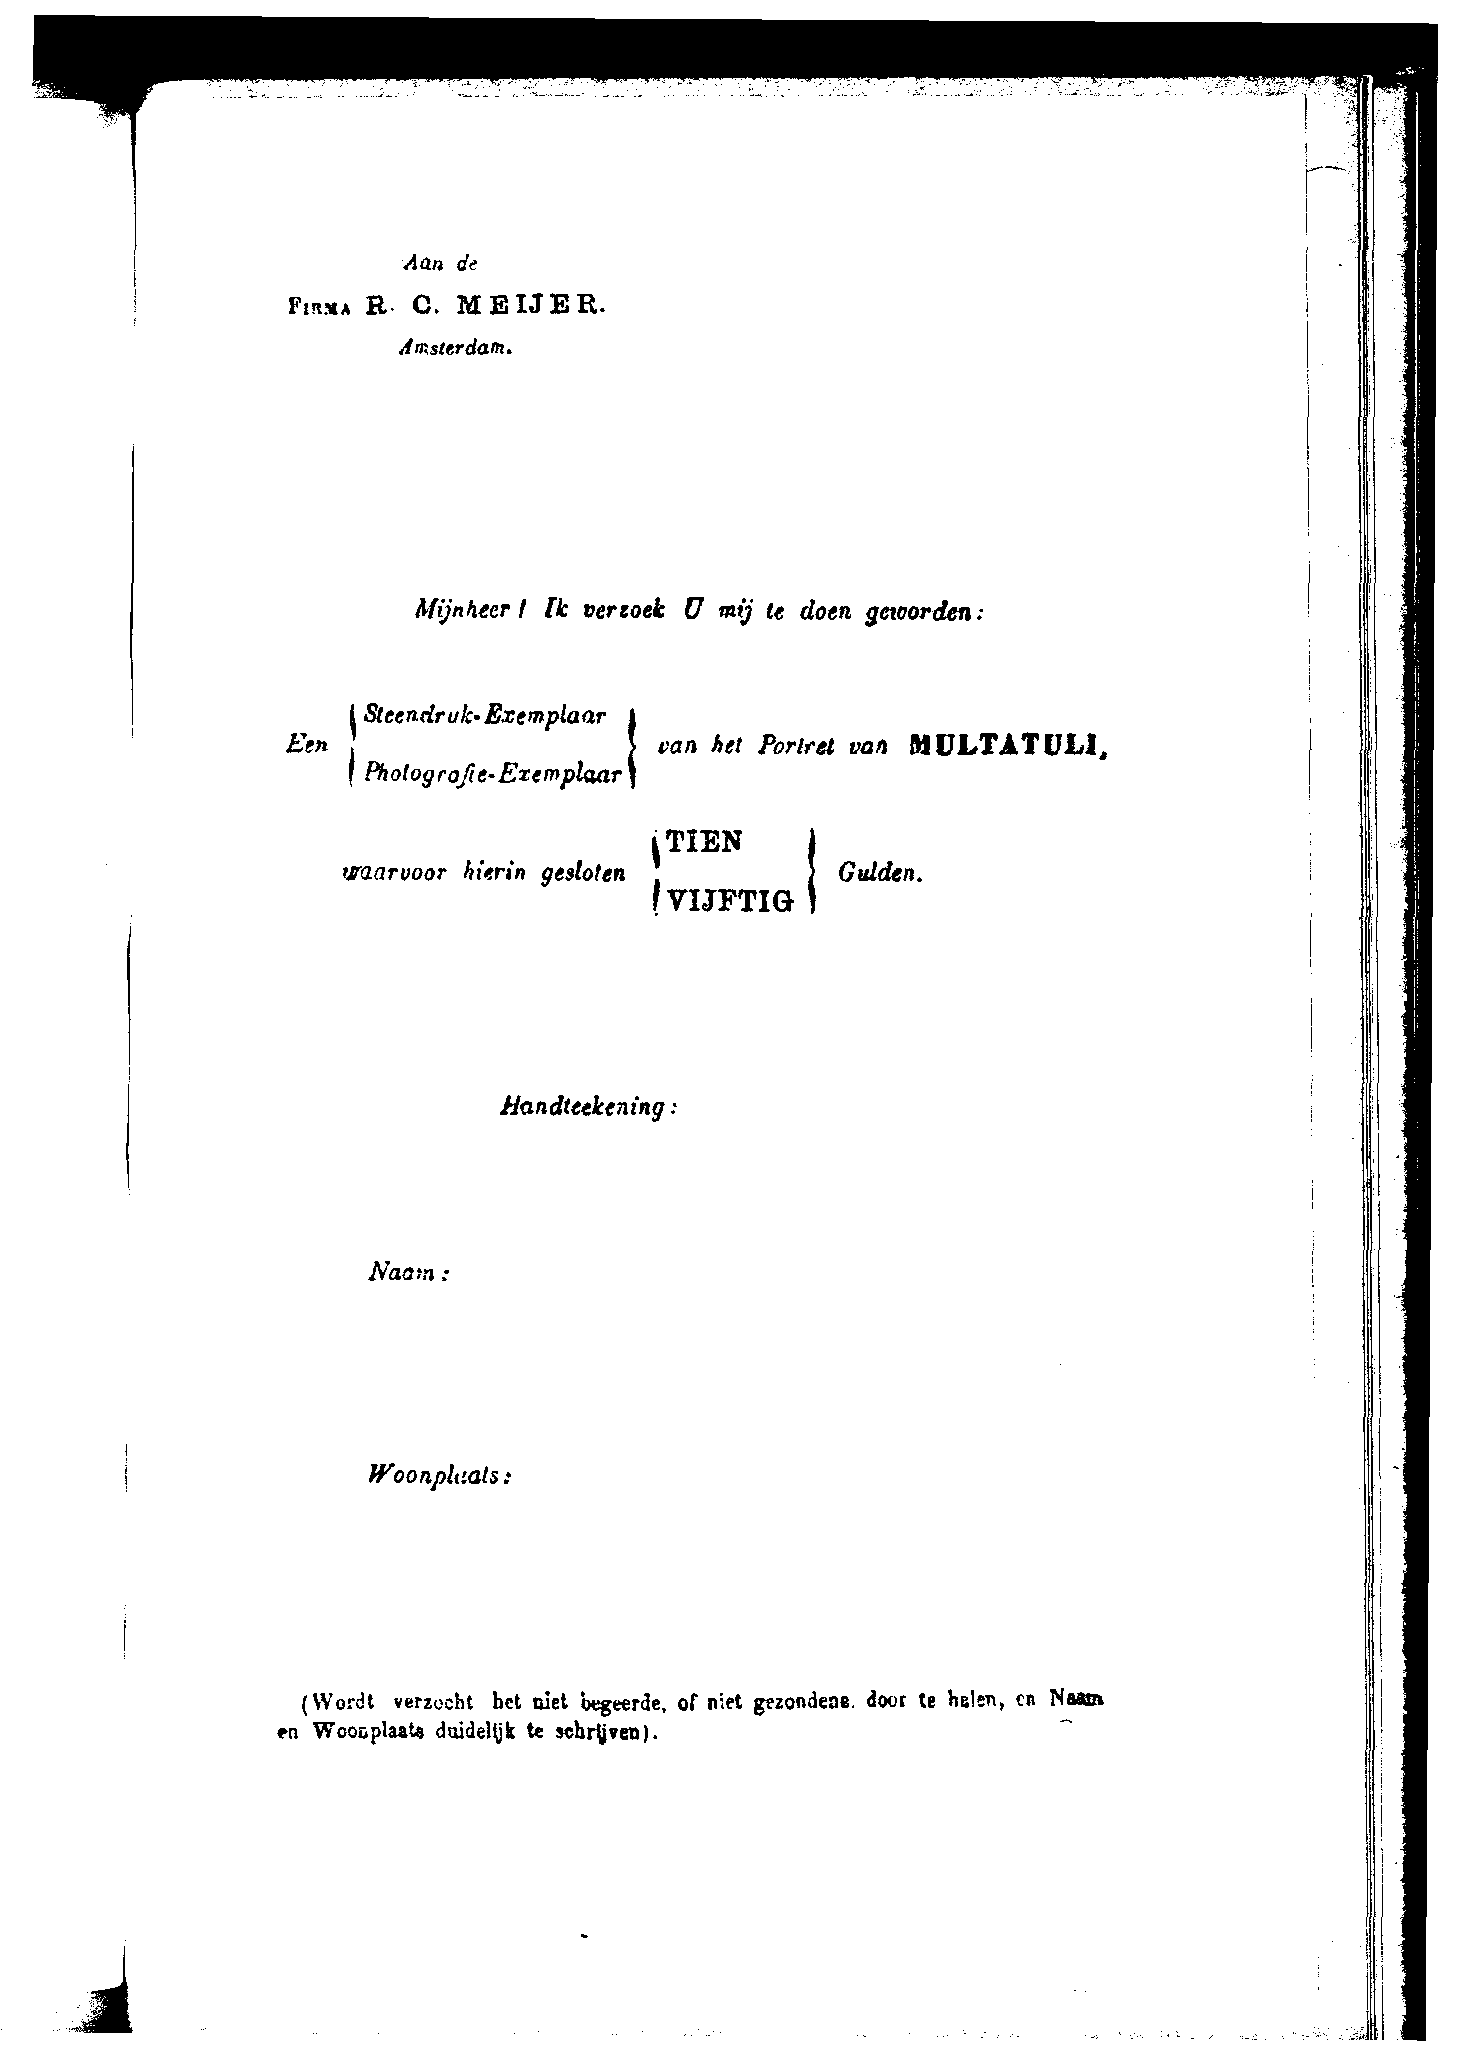 Aan de
FIRMA R. C. MEIJER.
Amsterdam.
Mijnheer! Ik verzoek U mij te doen geworden:
Steendruk-Exemplaar
Een van het Portret van MULTATULI,
Photografie-Exemplaar
TIEN
waarvoor hierin gesloten Gulden.
VIJFTIG
Handteekening:
Naam:
Woonplaats:
(Wordt verzocht het niet begeerde, of niet gezondene, door te halen, en Naam
en Woonplaats duidelijk te schrijven).